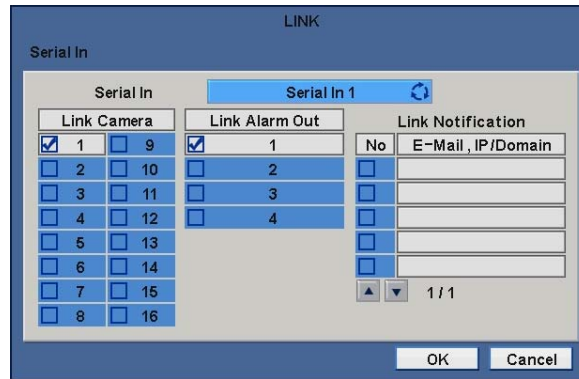 LINK
Serial In
Serial In Serial In 1
Link Camera Link Alarm Out Link Notification
1 9 1 No E-Mail , IP/Domain
2 10 2
3 11 3
4 12 4
5 13
6 14
7 15 1 / 1
8 16
OK Cancel